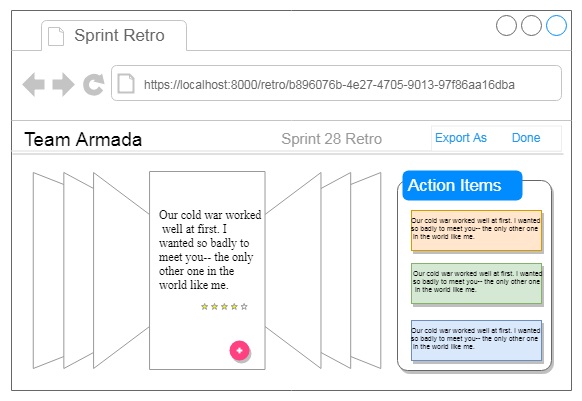 Sprint Retro
https://localhost:8000/retro/b896076b-4e27-4705-9013-97f86aa16dba
Team Armada
Sprint 28 Retro
Export As
Done
Our cold war worked
well at first. I
wanted so badly to
meet you-- the only
other one in the
world like me.
Action Items
Our cold war worked well at first. I wanted
so badly to meet you-- the only other one
in the world like me.
Our cold war worked well at first. I wanted
so badly to meet you-- the only other one
in the world like me.
Our cold war worked well at first. I wanted
so badly to meet you-- the only other one
in the world like me.